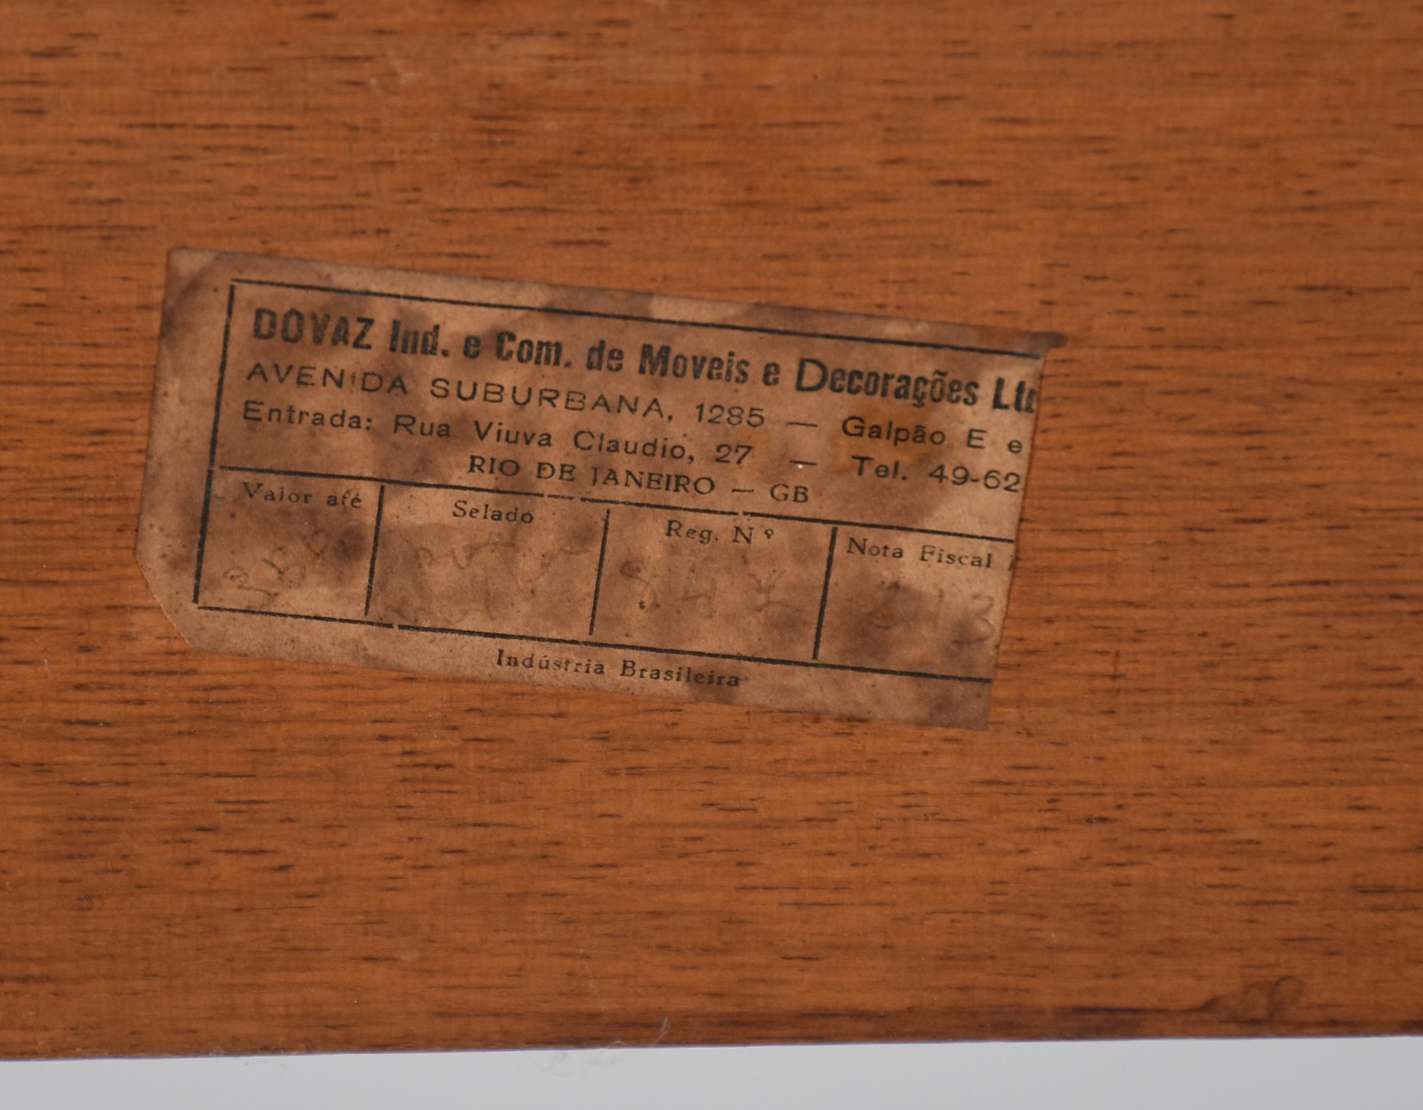 DOVAZ Ind. e Com. de Moveis e Decorações Ltd
AVENIDA SUBURBANA, 1285 — Galpão E e
Entrada: Rua Viuva Claudio, 27 — Tel. 49-62
RIO DE JANEIRO — GB
Valor até Selado Reg. Nº Nota Fiscal
Indústria Brasileira